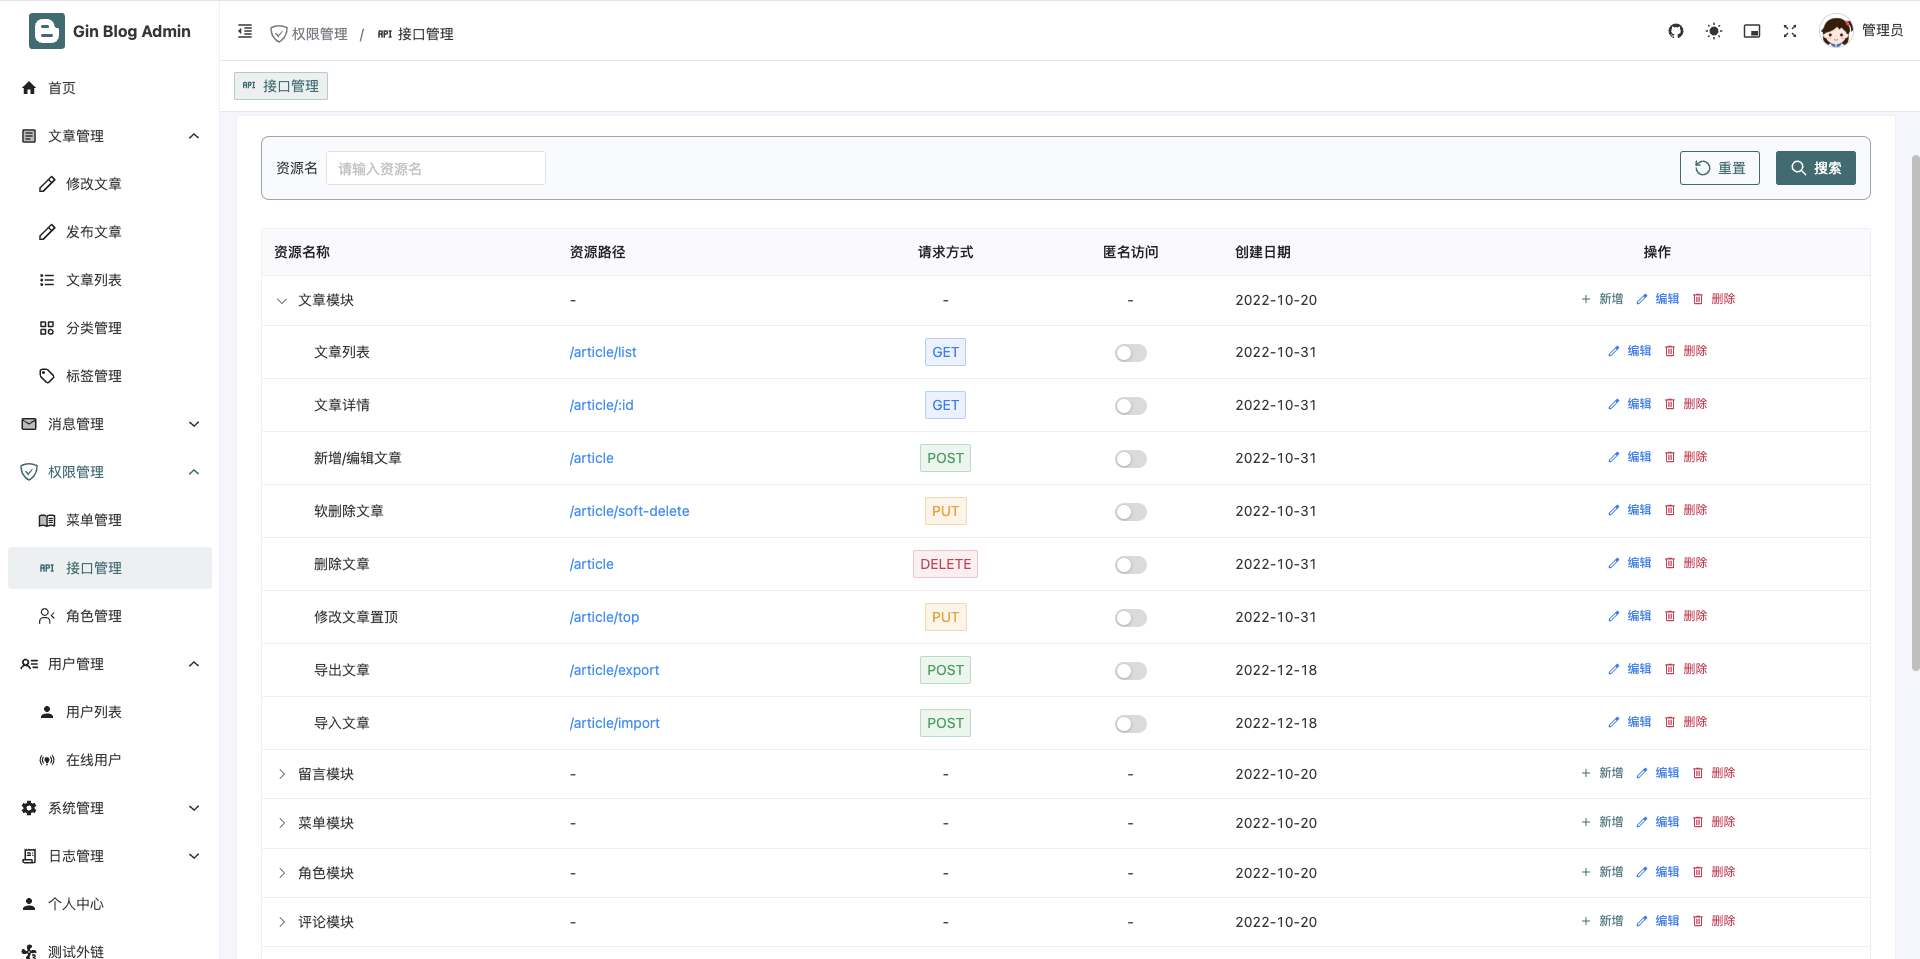 Gin Blog Admin
首页
文章管理
修改文章
发布文章
文章列表
分类管理
标签管理
消息管理
权限管理
菜单管理
API 接口管理
角色管理
用户管理
用户列表
在线用户
系统管理
日志管理
个人中心
测试外链
权限管理 / API 接口管理
管理员
API 接口管理
资源名 请输入资源名 重置 搜索
资源名称 资源路径 请求方式 匿名访问 创建日期 操作
文章模块 - - - 2022-10-20 新增 编辑 删除
文章列表 /article/list GET 2022-10-31 编辑 删除
文章详情 /article/:id GET 2022-10-31 编辑 删除
新增/编辑文章 /article POST 2022-10-31 编辑 删除
软删除文章 /article/soft-delete PUT 2022-10-31 编辑 删除
删除文章 /article DELETE 2022-10-31 编辑 删除
修改文章置顶 /article/top PUT 2022-10-31 编辑 删除
导出文章 /article/export POST 2022-12-18 编辑 删除
导入文章 /article/import POST 2022-12-18 编辑 删除
留言模块 - - - 2022-10-20 新增 编辑 删除
菜单模块 - - - 2022-10-20 新增 编辑 删除
角色模块 - - - 2022-10-20 新增 编辑 删除
评论模块 - - - 2022-10-20 新增 编辑 删除